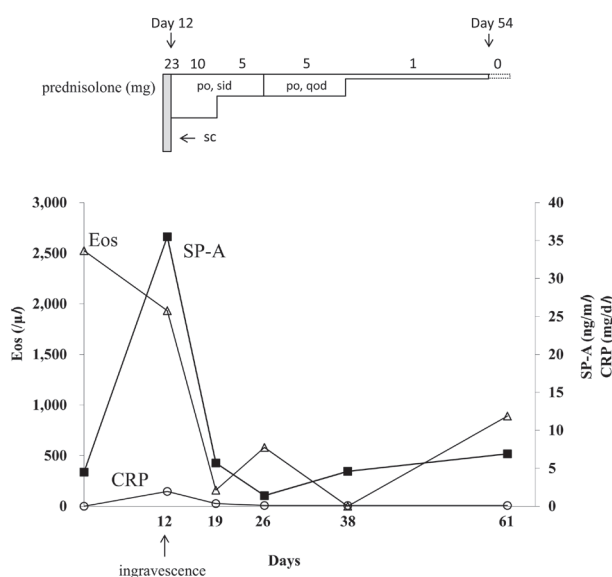 Day 12
Day 54
23 10 5 5 1 0
prednisolone (mg)
po, sid
po, qod
sc
3,000
2,500
2,000
1,500
1,000
500
0
Eos (/μl)
Eos
SP-A
CRP
40
35
30
25
20
15
10
5
0
SP-A (ng/ml)
CRP (mg/dl)
12 19 26 38 61
Days
ingravescence